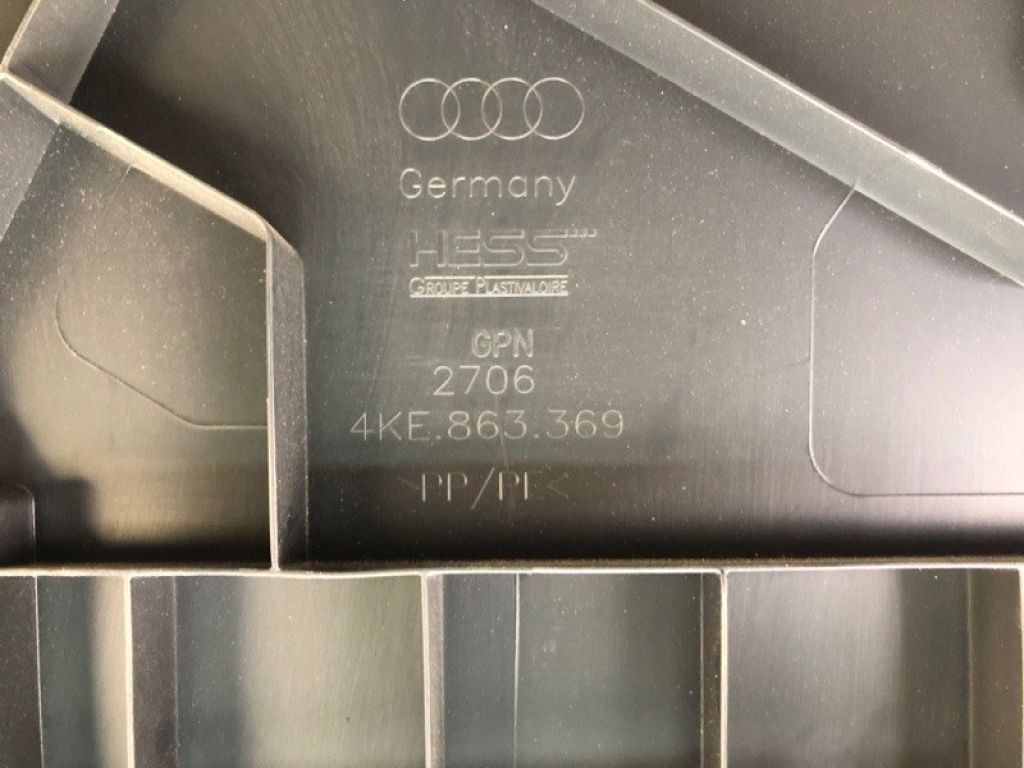 Germany
HESS
GROUPE PLASTIVALOIRE
GPN
2706
4KE.863.369
>PP/PE<